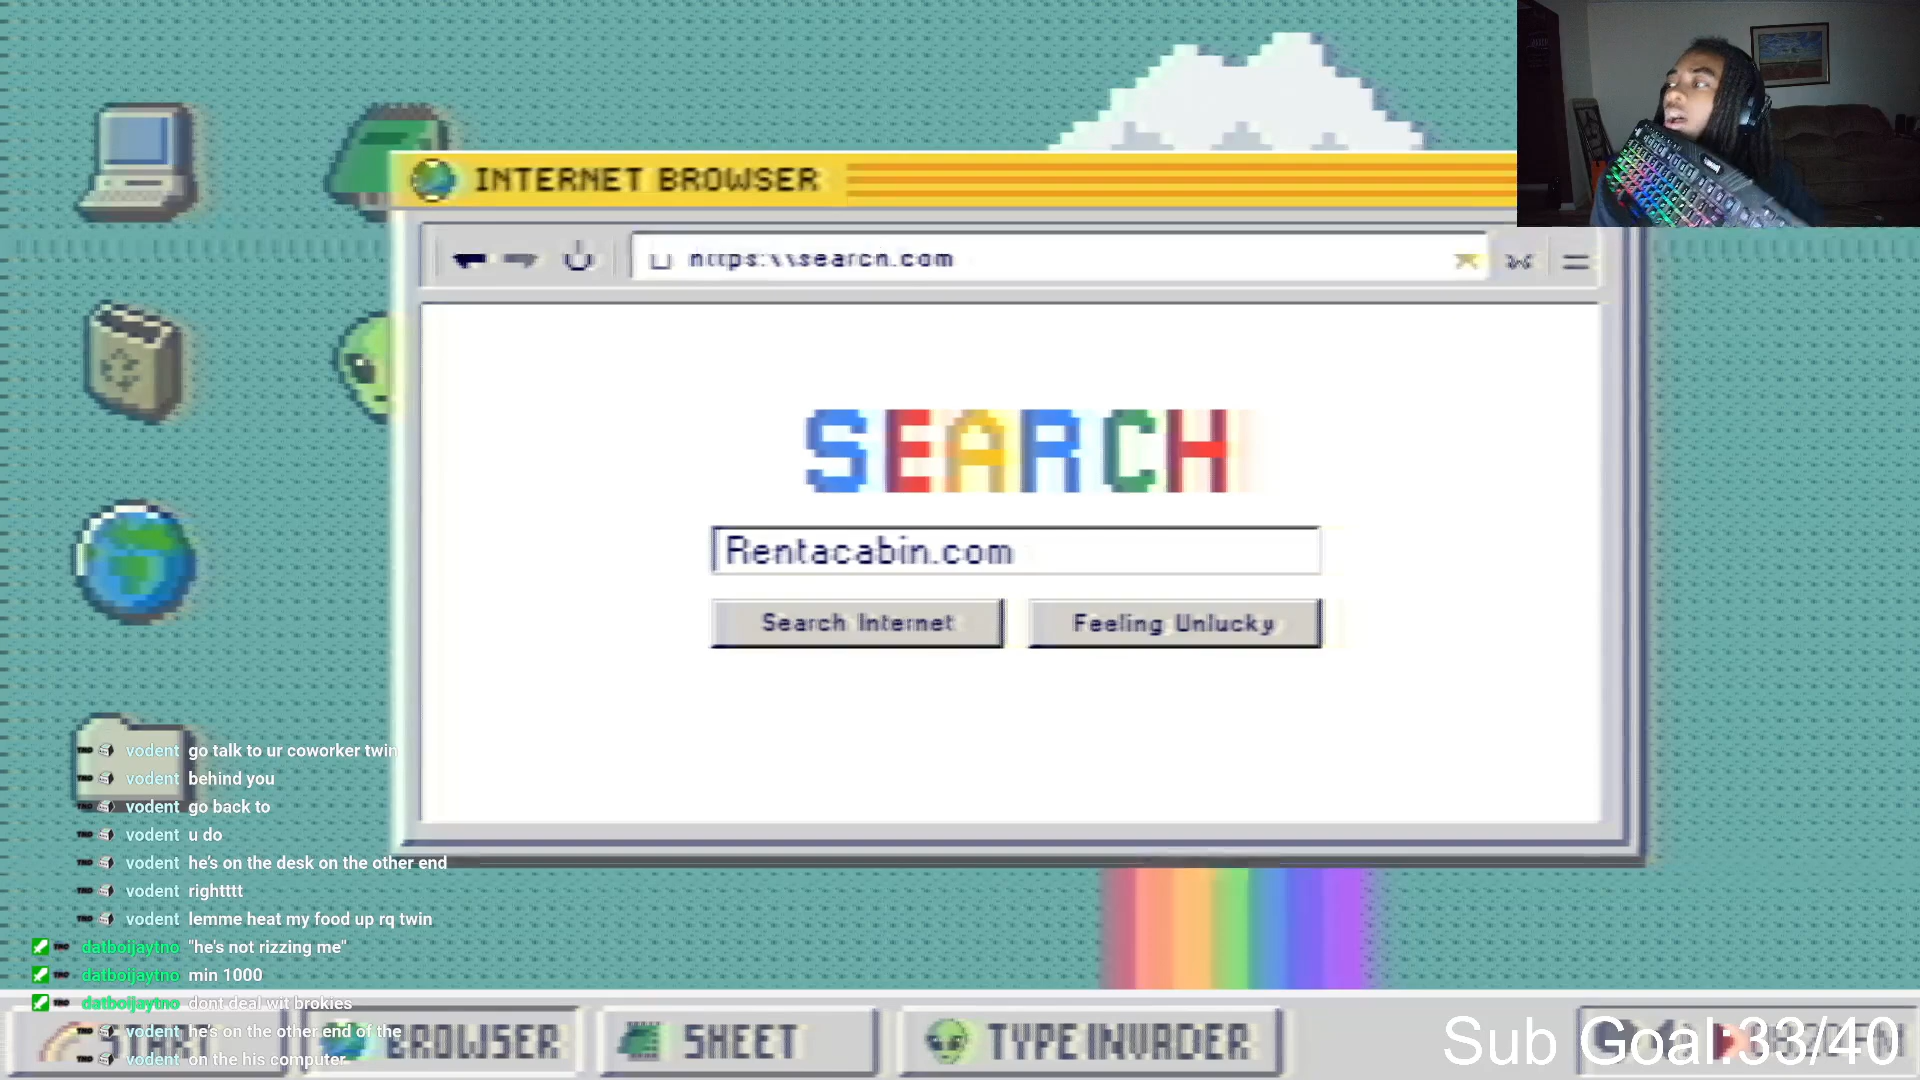 INTERNET BROWSER
https:\\search.com
SEARCH
Rentacabin.com
Search Internet
Feeling Unlucky
vodent go talk to ur coworker twin
vodent behind you
vodent go back to
vodent u do
vodent he's on the desk on the other end
vodent rightttt
vodent lemme heat my food up rq twin
datboijaytno "he's not rizzing me"
datboijaytno min 1000
datboijaytno dont deal wit brokies
vodent he's on the other end of the
vodent on the his computer
START
BROWSER
SHEET
TYPE INVADER
Sub Goal:33/40